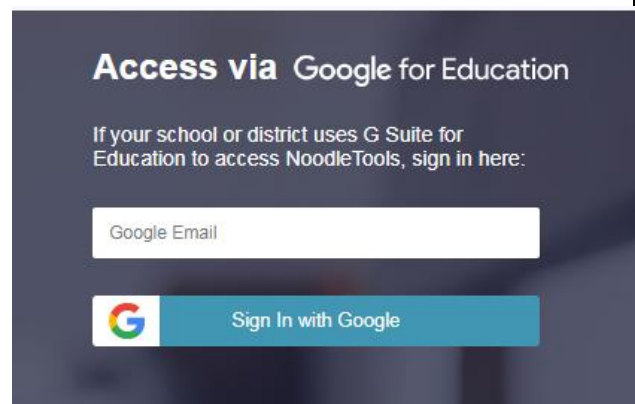 Access via Google for Education
If your school or district uses G Suite for
Education to access NoodleTools, sign in here:
Google Email
Sign In with Google